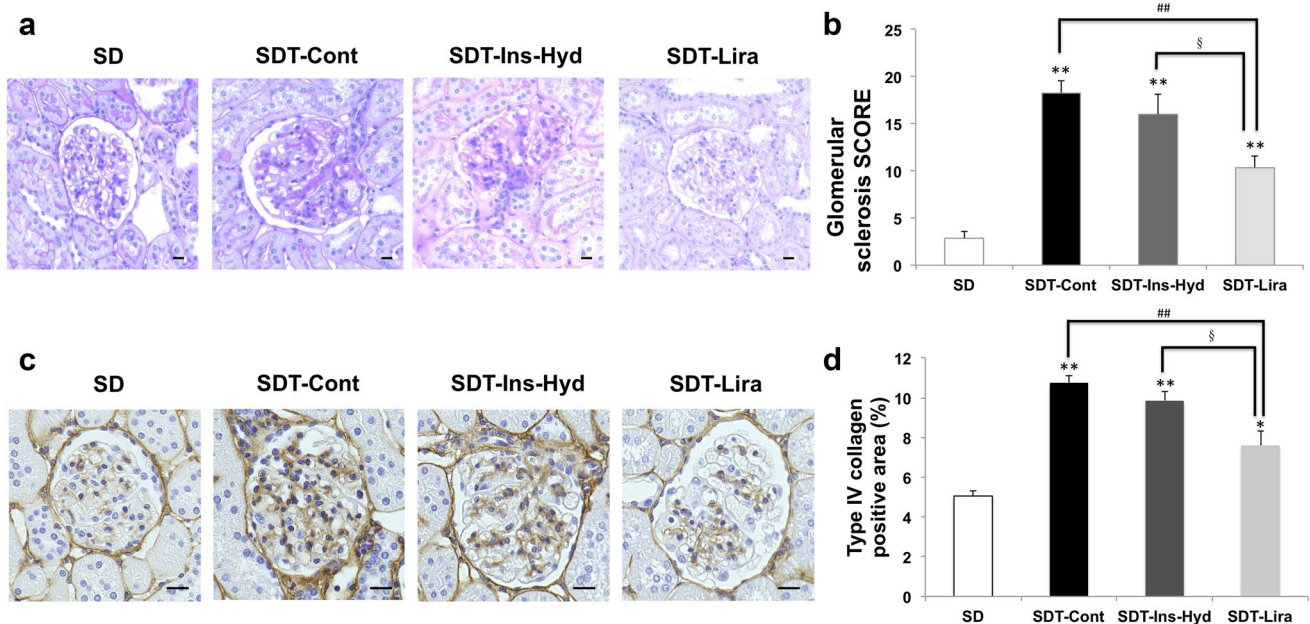 a
SD
SDT-Cont
SDT-Ins-Hyd
SDT-Lira
b
##
§
**
**
**
Glomerular
sclerosis SCORE
25
20
15
10
5
0
SD
SDT-Cont
SDT-Ins-Hyd
SDT-Lira
c
SD
SDT-Cont
SDT-Ins-Hyd
SDT-Lira
d
##
§
**
**
*
Type IV collagen
positive area (%)
12
10
8
6
4
2
0
SD
SDT-Cont
SDT-Ins-Hyd
SDT-Lira